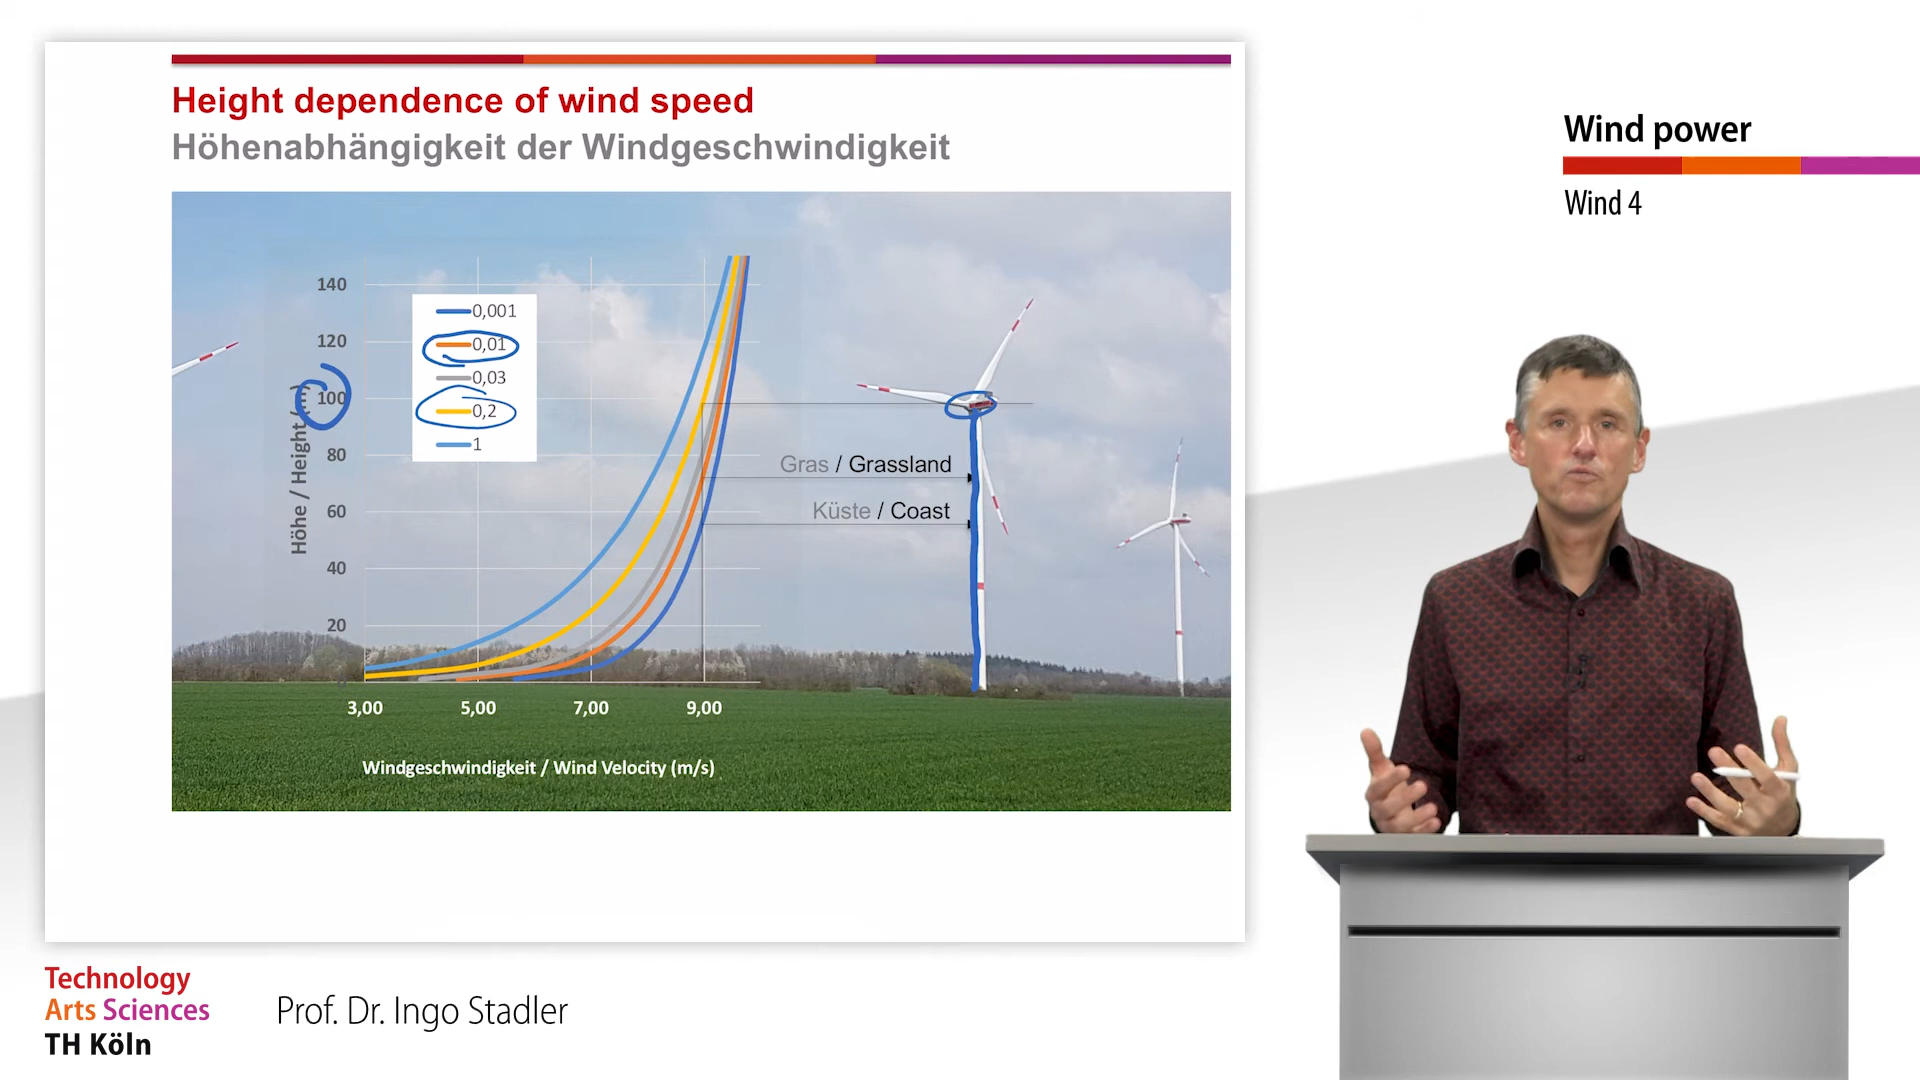 Height dependence of wind speed
Höhenabhängigkeit der Windgeschwindigkeit
Wind power
Wind 4
140
120
100
80
60
40
20
Höhe / Height (m)
0,001
0,01
0,03
0,2
1
Gras / Grassland
Küste / Coast
3,00 5,00 7,00 9,00
Windgeschwindigkeit / Wind Velocity (m/s)
Technology
Arts Sciences
TH Köln
Prof. Dr. Ingo Stadler